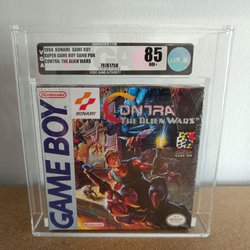 VGA
1994 KONAMI GAME BOY
SUPER GAME BOY GAME PAK
CONTRA: THE ALIEN WARS
85
NM+
GAME BOY
KONAMI
CONTRA
THE ALIEN WARS
Nintendo